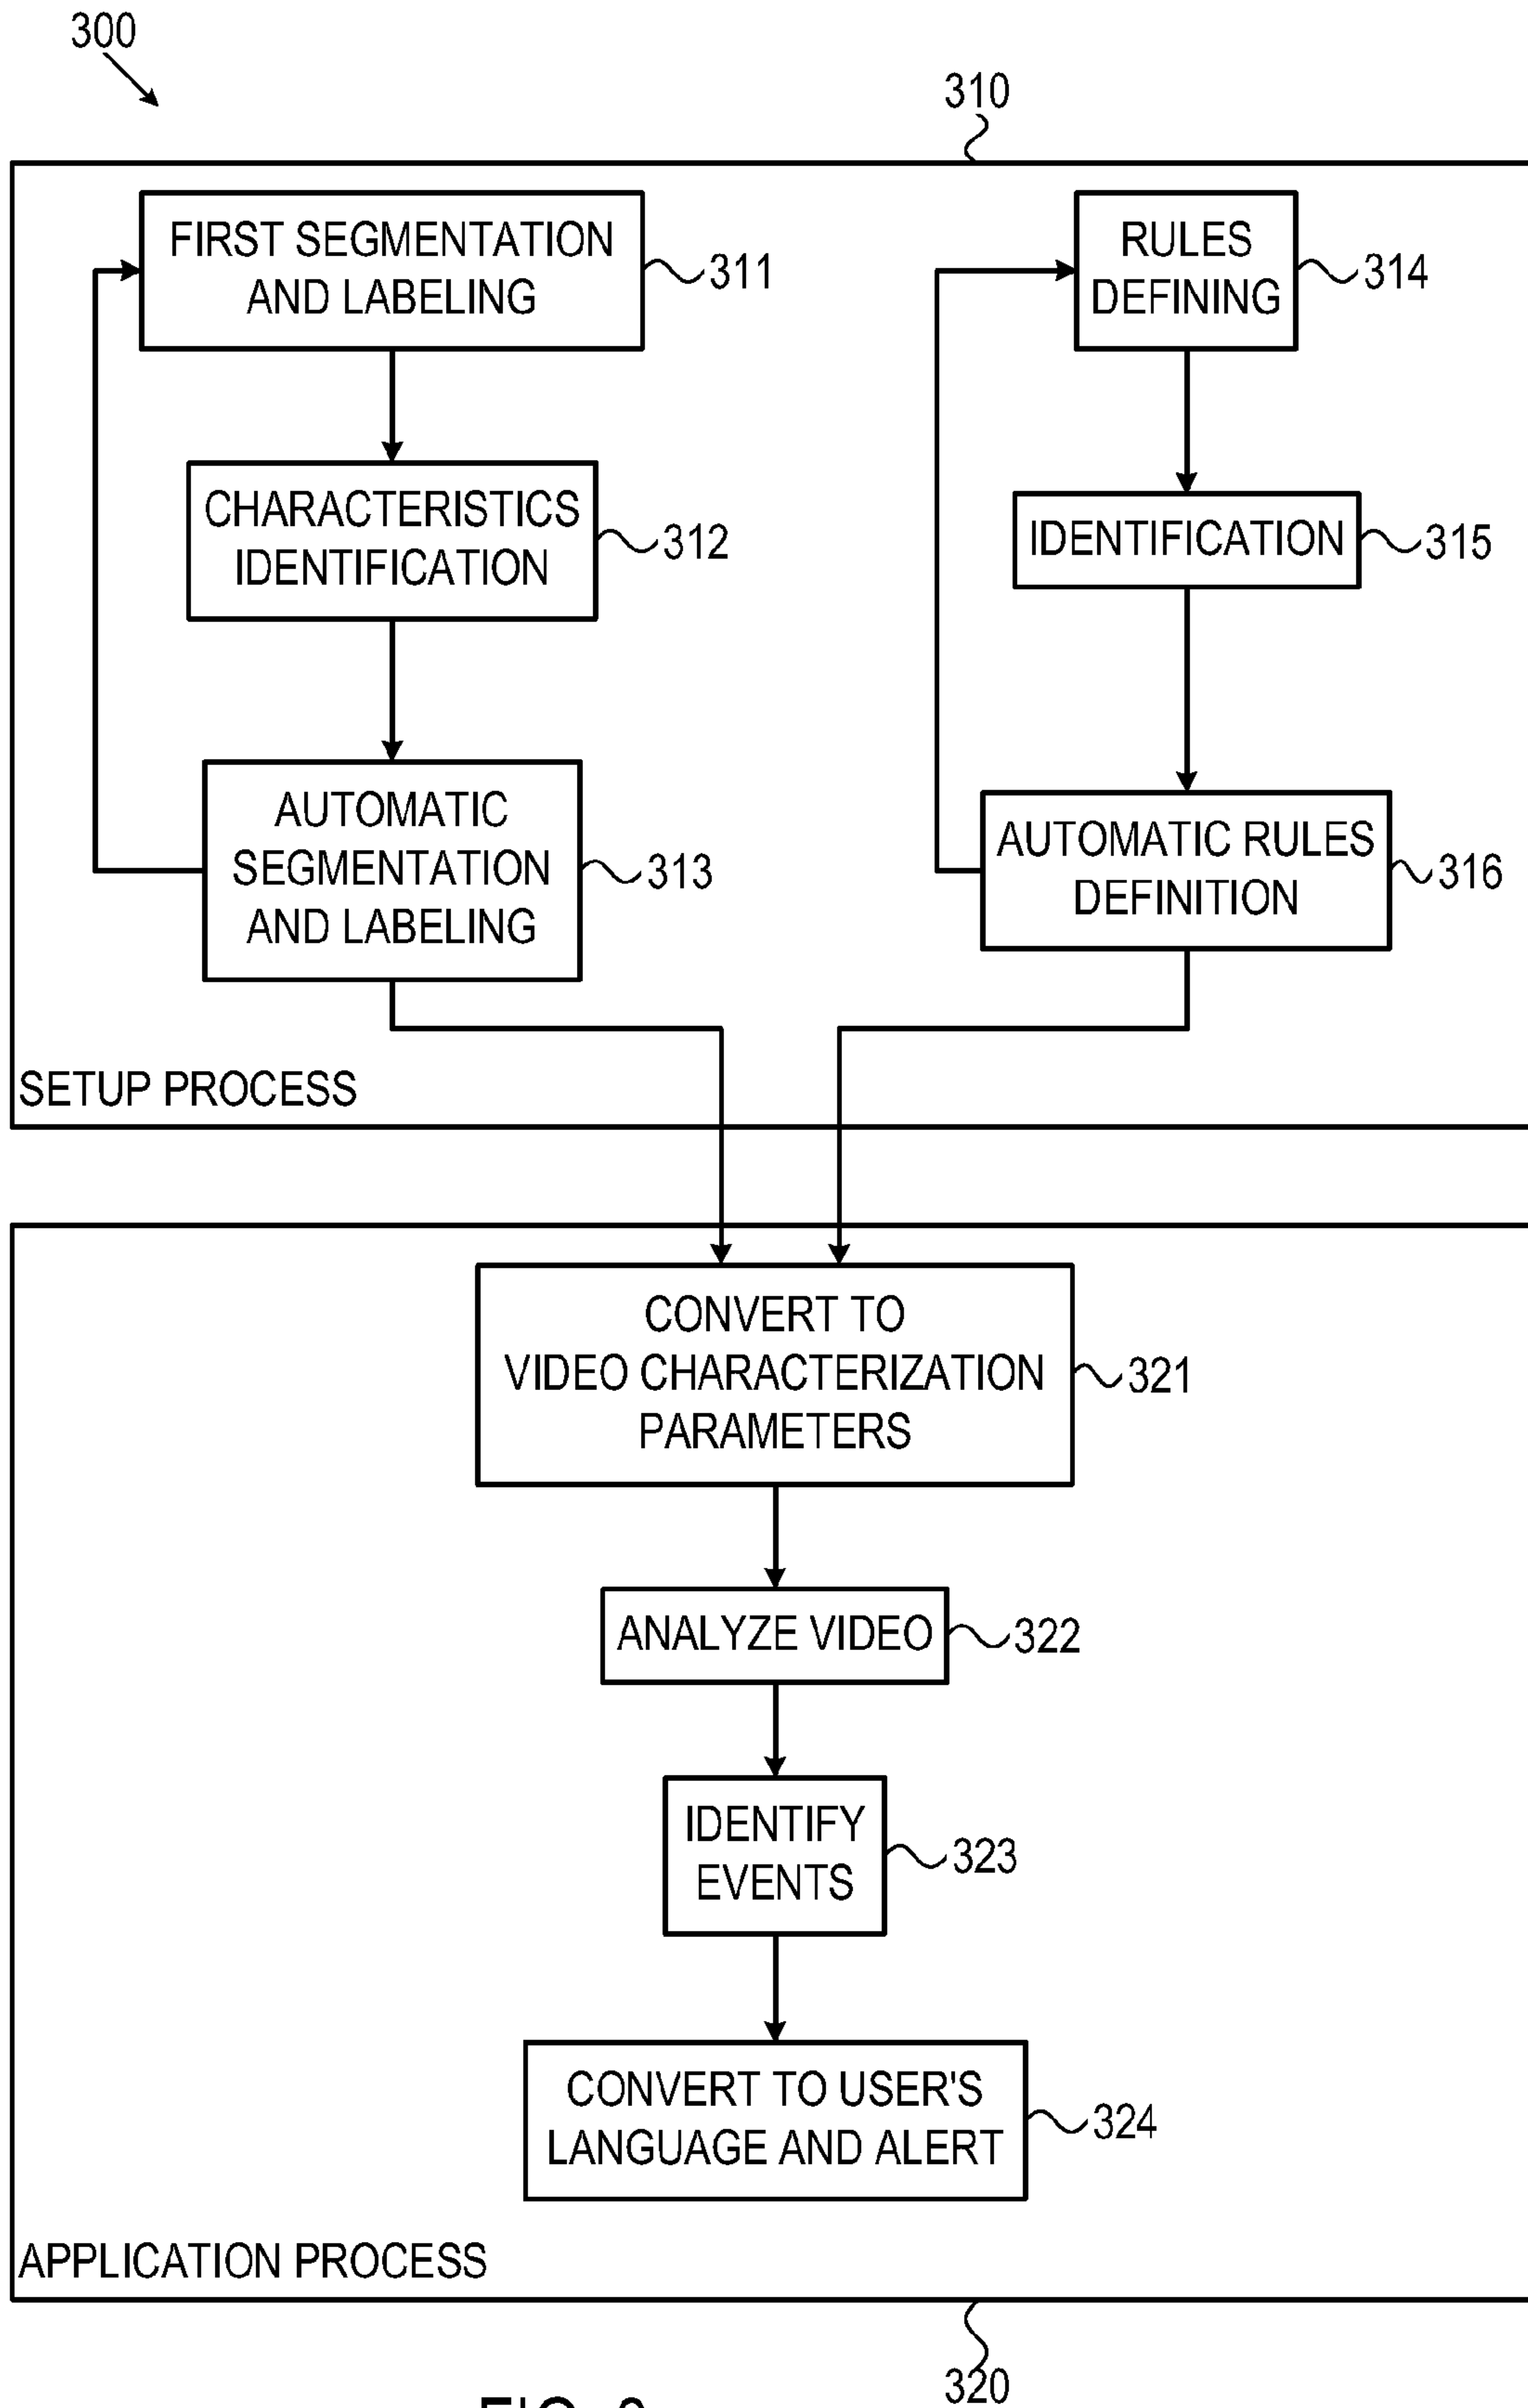 300
310
FIRST SEGMENTATION
AND LABELING
311
RULES
DEFINING
314
CHARACTERISTICS
IDENTIFICATION
312
IDENTIFICATION
315
AUTOMATIC
SEGMENTATION
AND LABELING
313
AUTOMATIC RULES
DEFINITION
316
SETUP PROCESS
CONVERT TO
VIDEO CHARACTERIZATION
PARAMETERS
321
ANALYZE VIDEO
322
IDENTIFY
EVENTS
323
CONVERT TO USER'S
LANGUAGE AND ALERT
324
APPLICATION PROCESS
320